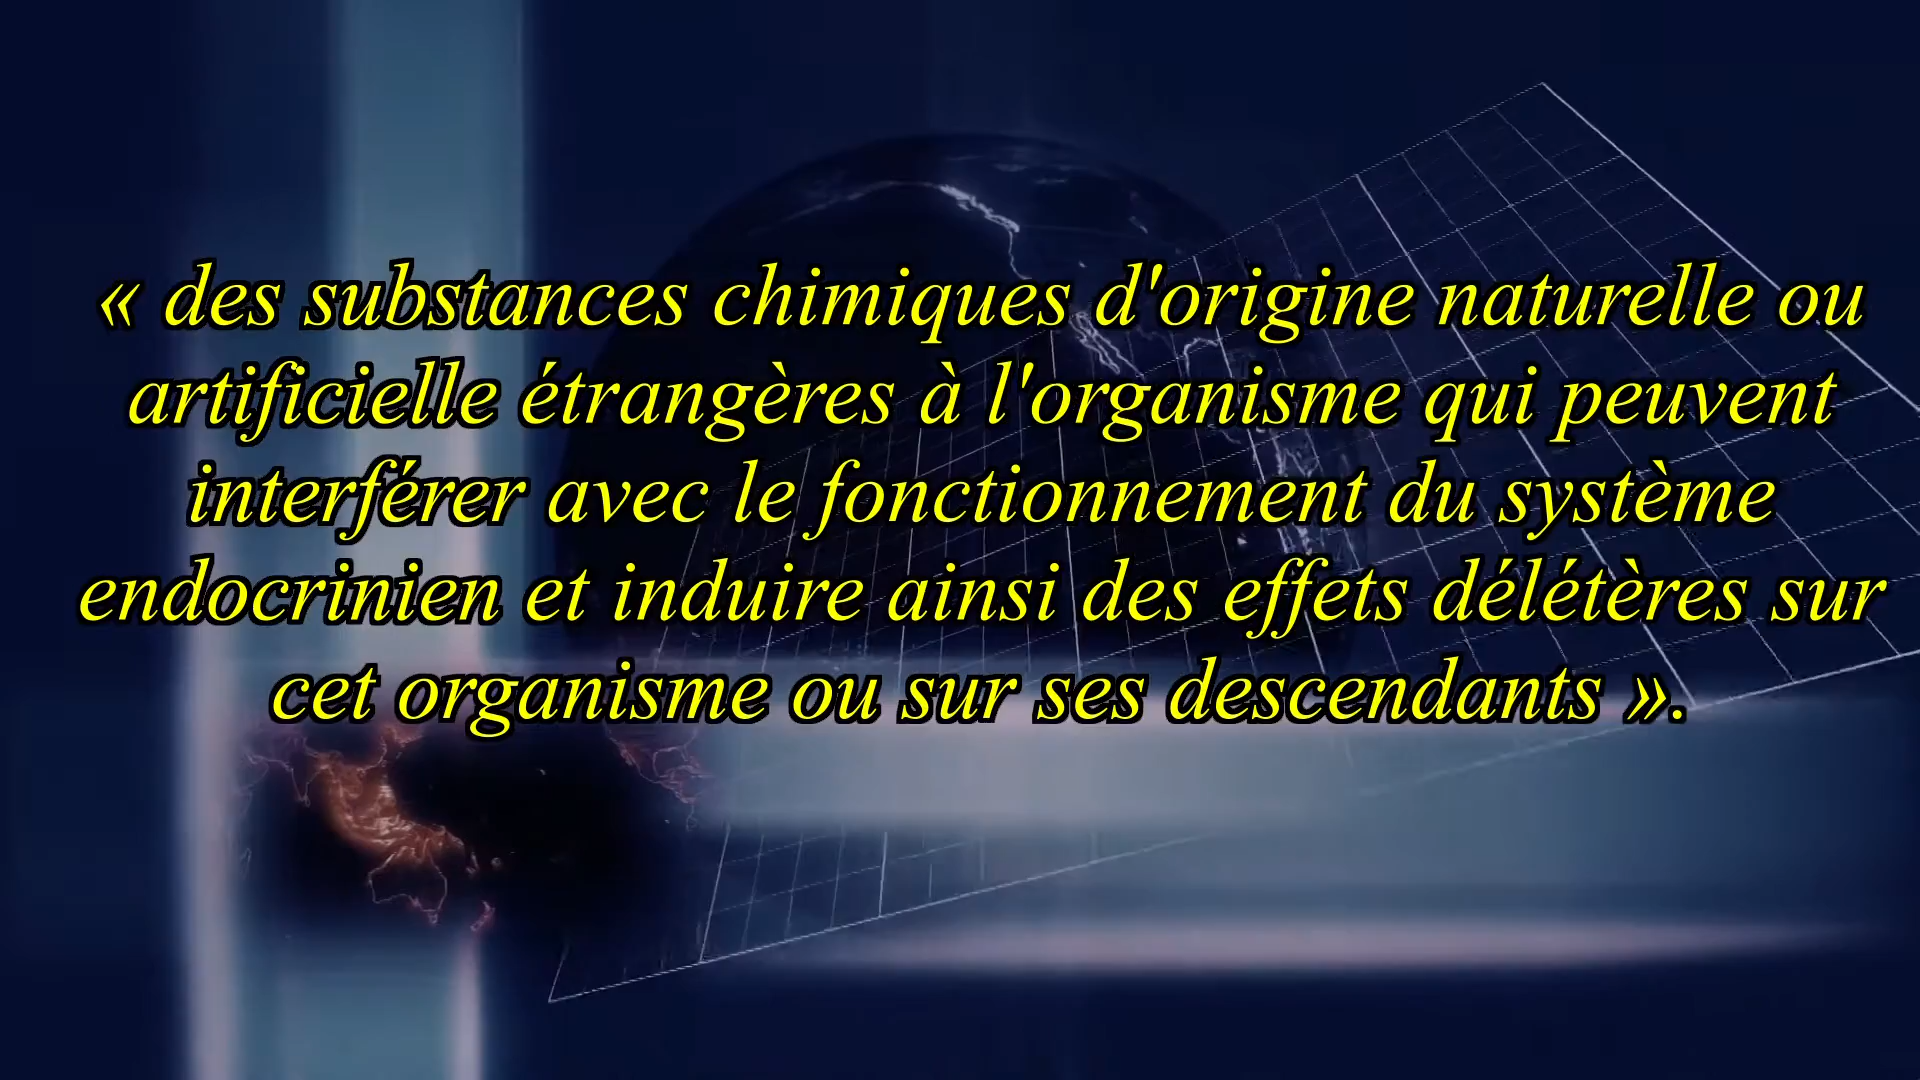 « des substances chimiques d'origine naturelle ou
artificielle étrangères à l'organisme qui peuvent
interférer avec le fonctionnement du système
endocrinien et induire ainsi des effets délétères sur
cet organisme ou sur ses descendants ».